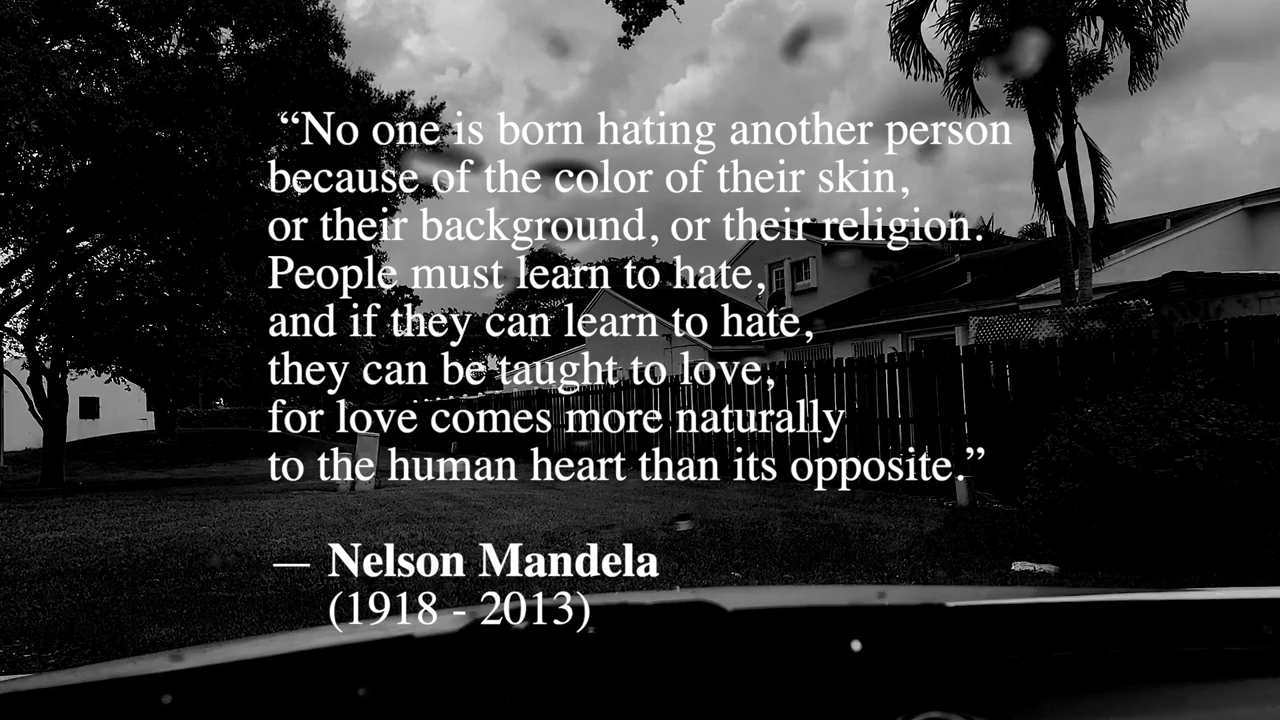 “No one is born hating another person
because of the color of their skin,
or their background, or their religion.
People must learn to hate,
and if they can learn to hate,
they can be taught to love,
for love comes more naturally
to the human heart than its opposite.”
— Nelson Mandela
(1918 - 2013)